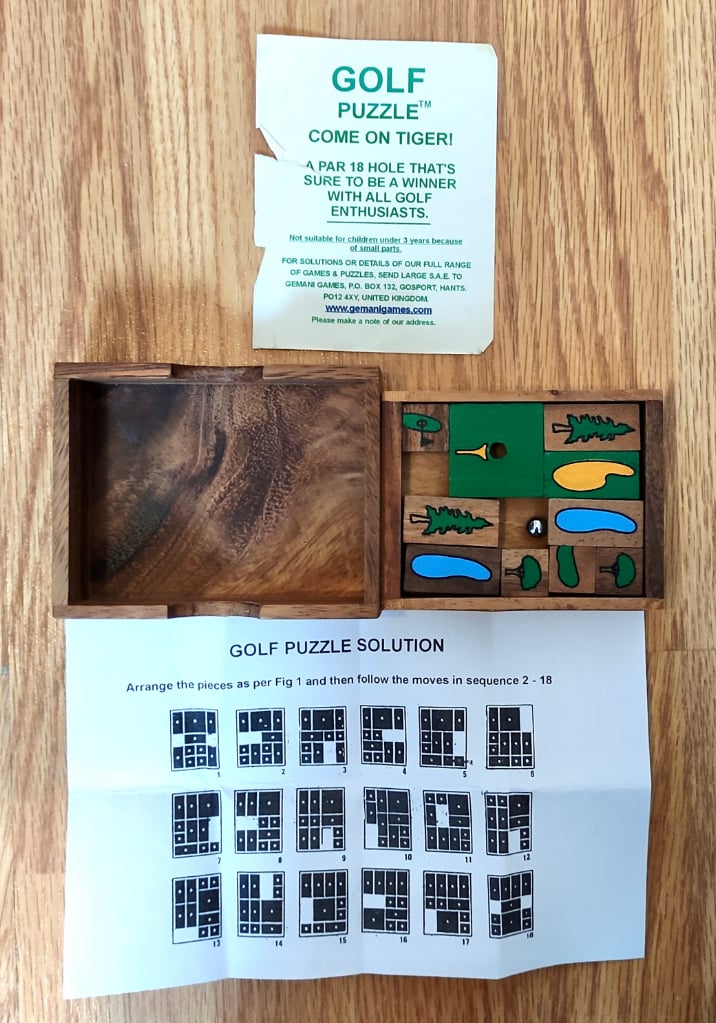 GOLF
PUZZLE™
COME ON TIGER!
A PAR 18 HOLE THAT'S
SURE TO BE A WINNER
WITH ALL GOLF
ENTHUSIASTS.
Not suitable for children under 3 years because
of small parts.
FOR SOLUTIONS OR DETAILS OF OUR FULL RANGE
OF GAMES & PUZZLES, SEND LARGE S.A.E. TO
GEMANI GAMES, P.O. BOX 132, GOSPORT, HANTS.
PO12 4XY, UNITED KINGDOM.
www.gemanigames.com
Please make a note of our address.
GOLF PUZZLE SOLUTION
Arrange the pieces as per Fig 1 and then follow the moves in sequence 2 - 18
1 2 3 4 5 6
7 8 9 10 11 12
13 14 15 16 17 18